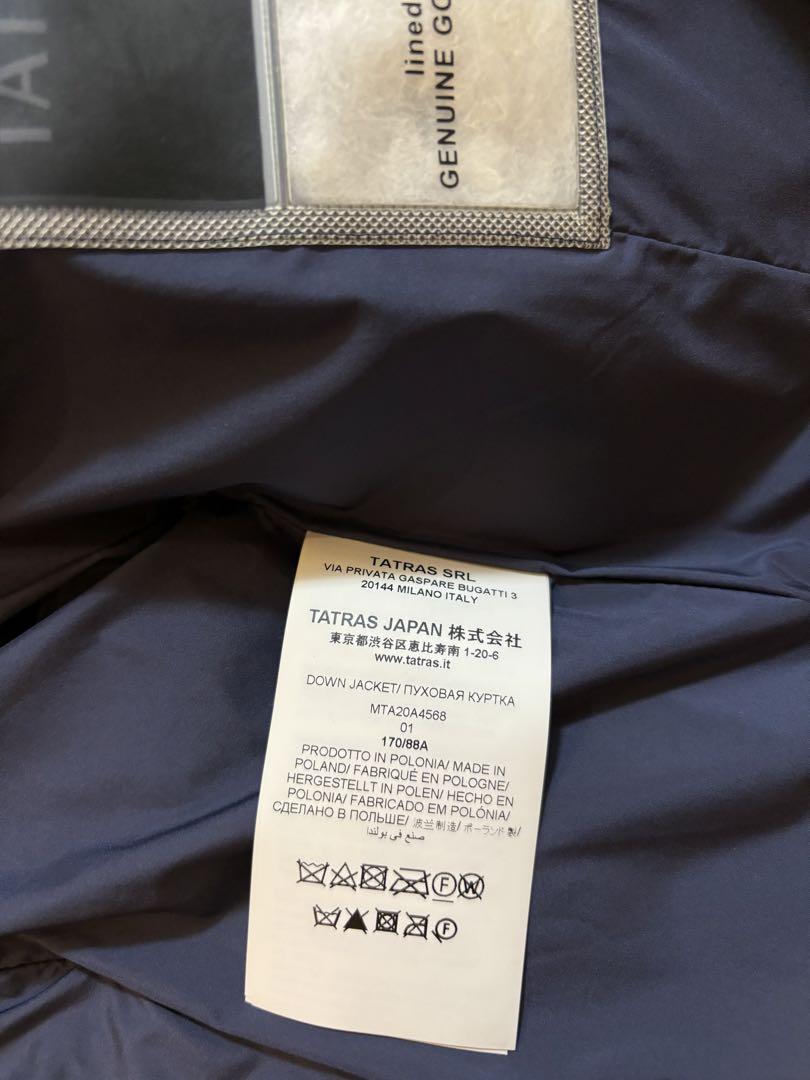 lined
GENUINE
TATRAS SRL
VIA PRIVATA GASPARE BUGATTI 3
20144 MILANO ITALY
TATRAS JAPAN 株式会社
東京都渋谷区恵比寿南 1-20-6
www.tatras.it
DOWN JACKET/ ПУХОВАЯ КУРТКА
MTA20A4568
01
170/88A
PRODOTTO IN POLONIA/ MADE IN
POLAND/ FABRIQUÉ EN POLOGNE/
HERGESTELLT IN POLEN/ HECHO EN
POLONIA/ FABRICADO EM POLÓNIA/
СДЕЛАНО В ПОЛЬШЕ/ 波兰制造/ ポーランド製/
صنع في بولندا
F W
F